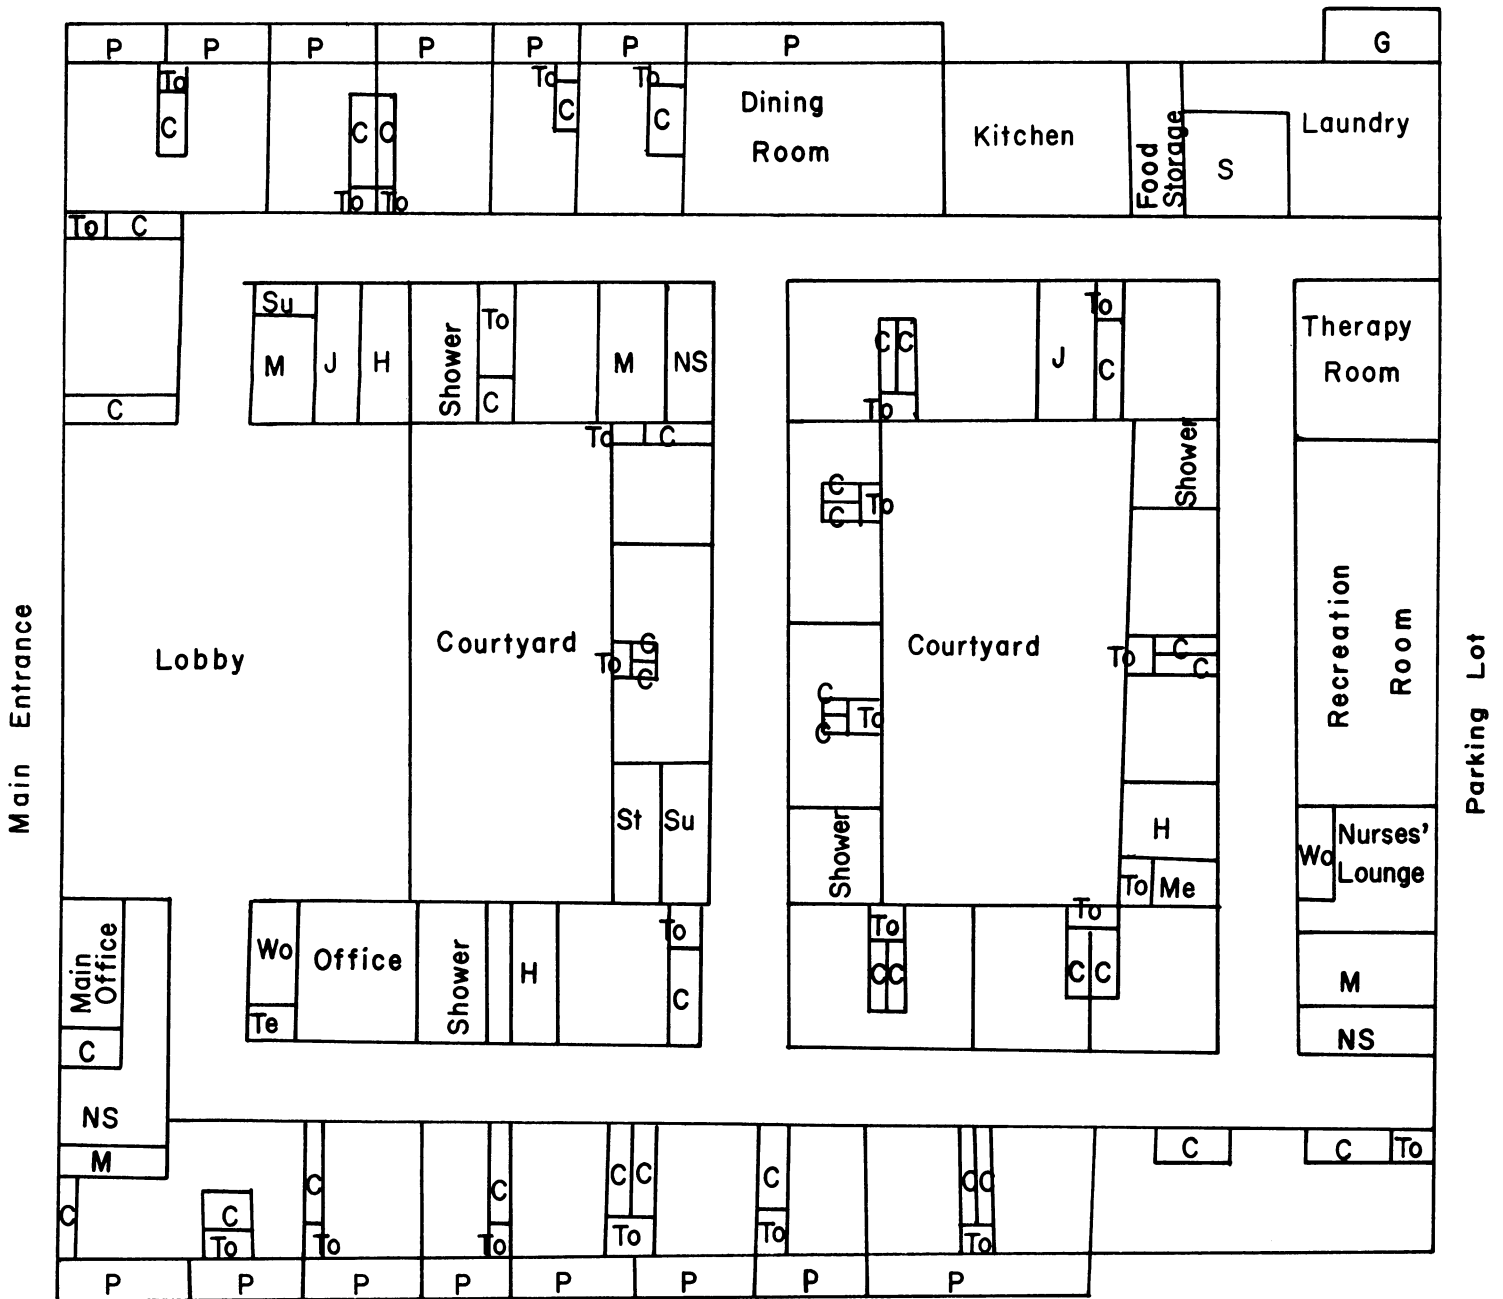 P P P P P P P G
To To To
C C C C C
Dining
Room
Kitchen
Food
Storage
S
Laundry
To To
To C
Su
M J H Shower To C M NS
C C To
J To C
Therapy
Room
C
To C
Shower
C C To
Main Entrance
Lobby
Courtyard
To C C
C C To
Courtyard
To C C
Recreation
Room
Parking Lot
St Su
Shower
H
To Me
Wo
Nurses'
Lounge
Main
Office
C
Wo
Te
Office
Shower
H
To
C
To
C C
To
C C
M
NS
NS
M
C
C
To
C
To
C
To
C C
To
C
To
C C
To
C
C To
P P P P P P P P